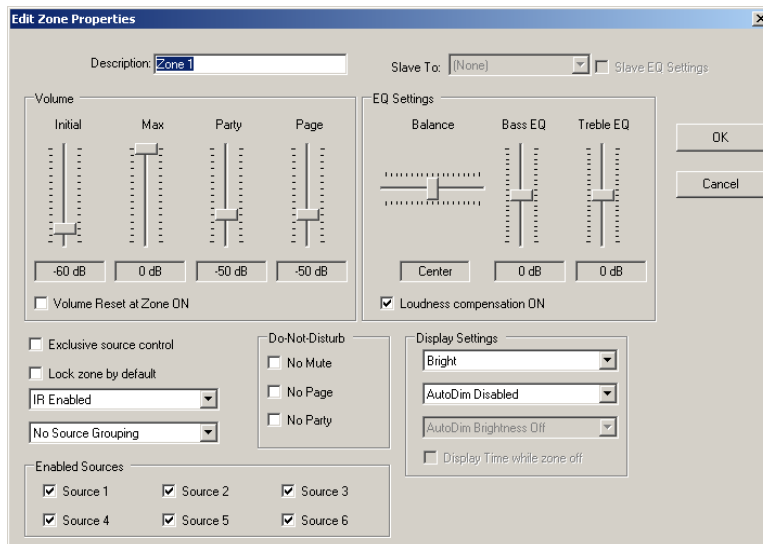 Edit Zone Properties
Description: Zone 1
Slave To: (None)
Slave EQ Settings
Volume
Initial Max Party Page
-60 dB 0 dB -50 dB -50 dB
Volume Reset at Zone ON
EQ Settings
Balance Bass EQ Treble EQ
Center 0 dB 0 dB
Loudness compensation ON
OK
Cancel
Exclusive source control
Lock zone by default
IR Enabled
No Source Grouping
Do-Not-Disturb
No Mute
No Page
No Party
Display Settings
Bright
AutoDim Disabled
AutoDim Brightness Off
Display Time while zone off
Enabled Sources
Source 1 Source 2 Source 3
Source 4 Source 5 Source 6